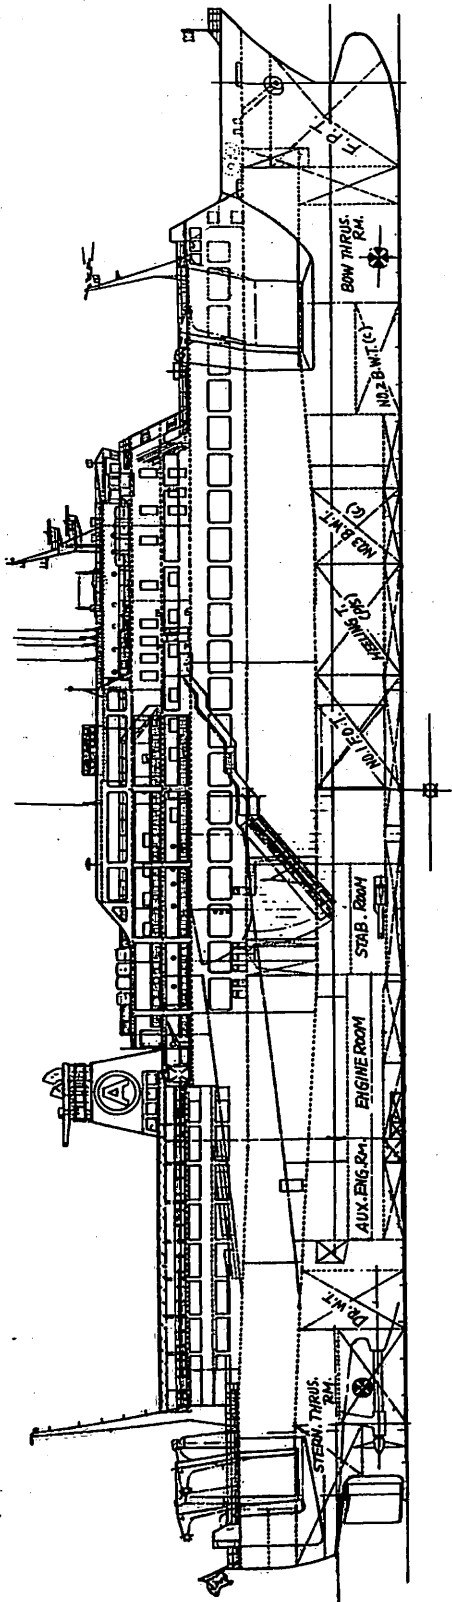 F.P.T.
BOW THRUS.
RM.
NO.2 B.W.T.(C)
NO.3 B.W.T.
(C)
HEELING T.
(P/S)
NO.1 F.O.T.
STAB. ROOM
ENGINE ROOM
AUX. ENG. RM.
DR.W.T.
STERN. THRUS.
RM.
A